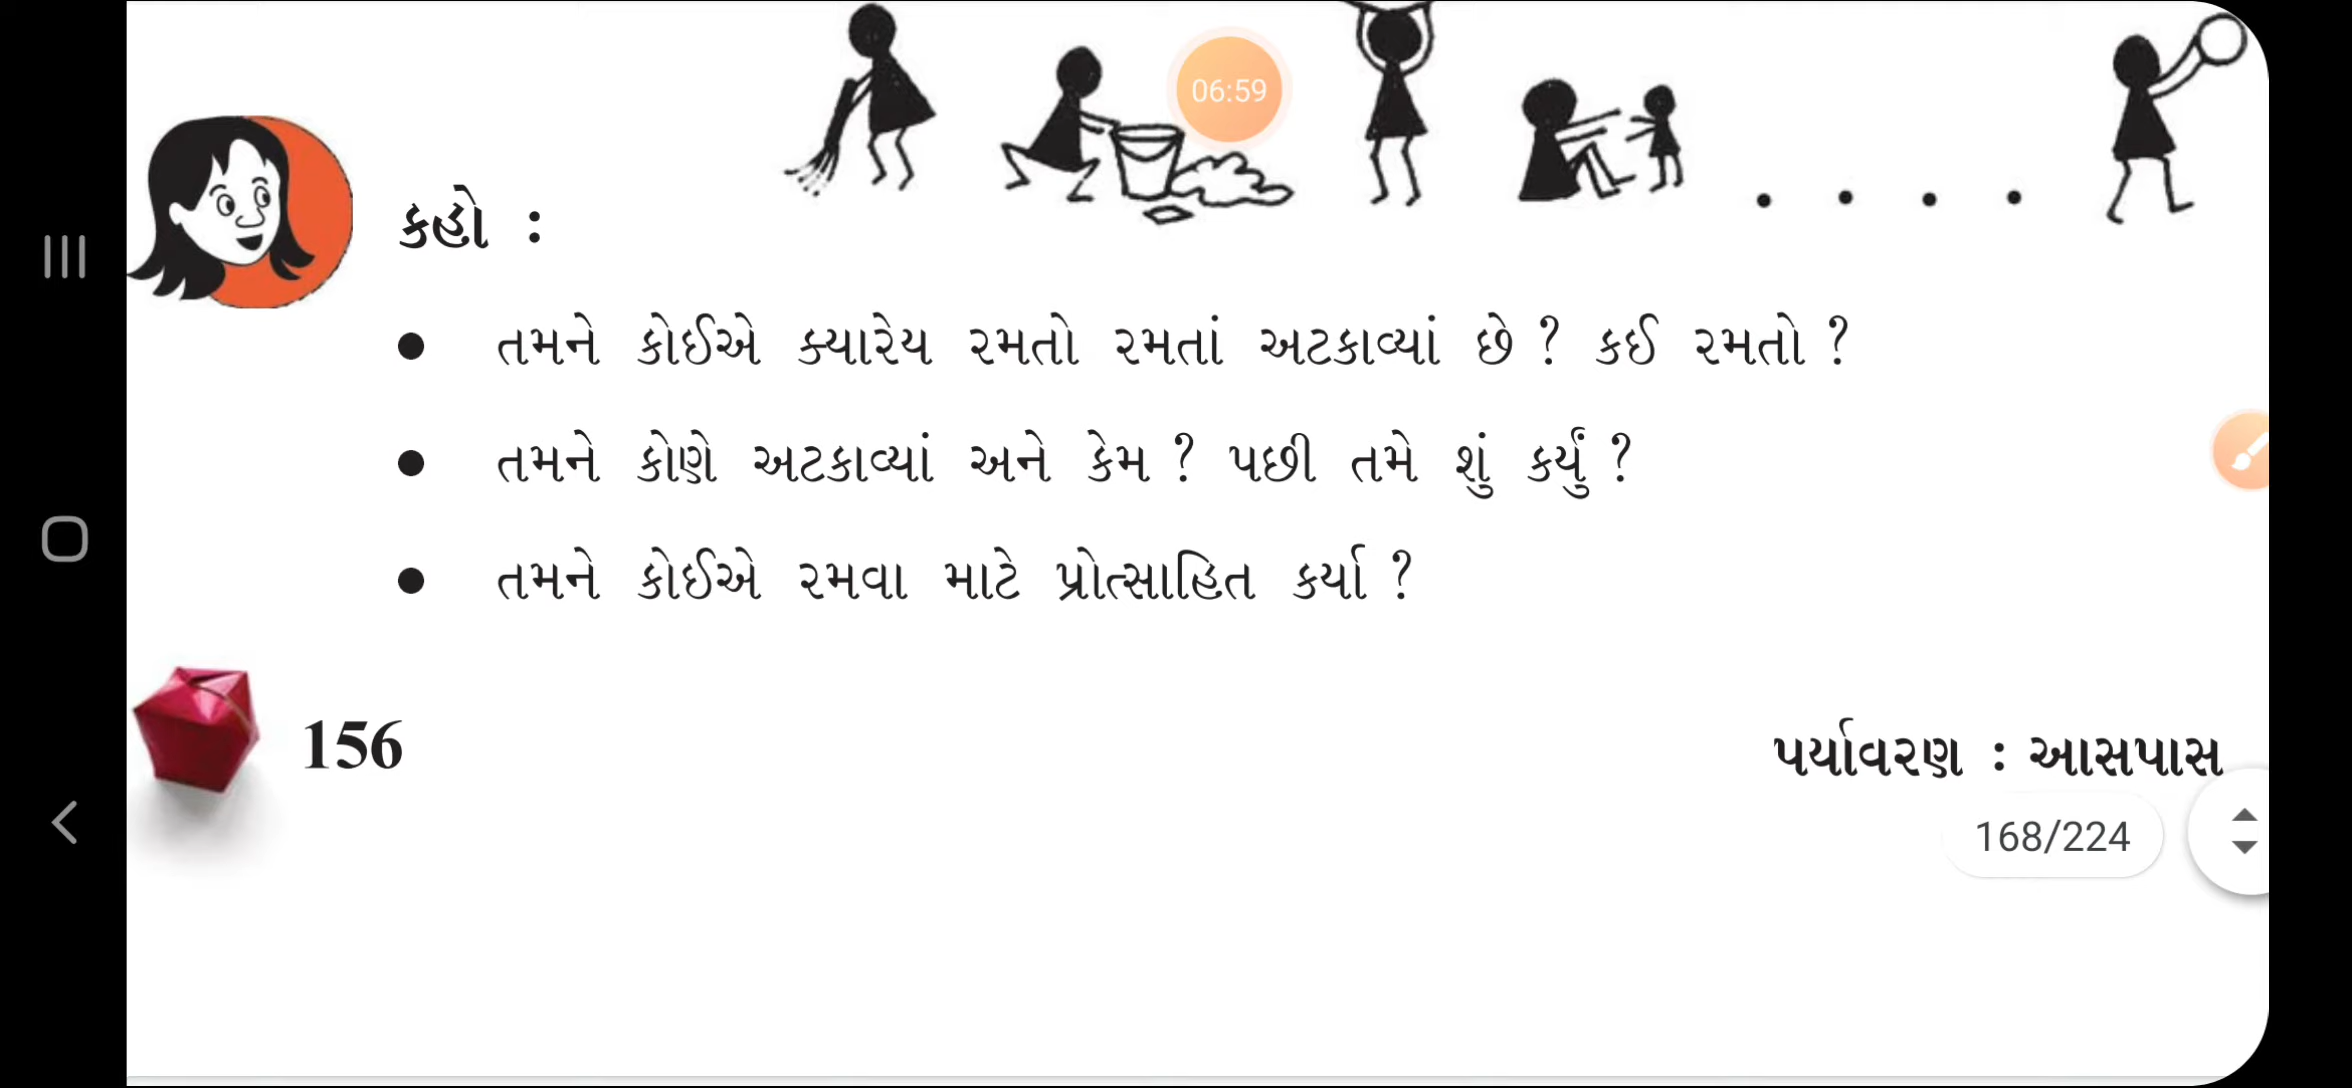 06:59
કહો :
• તમને કોઈએ ક્યારેય રમતો રમતાં અટકાવ્યાં છે ? કઈ રમતો ?
• તમને કોણે અટકાવ્યાં અને કેમ ? પછી તમે શું કર્યું ?
• તમને કોઈએ રમવા માટે પ્રોત્સાહિત કર્યા ?
156
પર્યાવરણ : આસપાસ
168/224